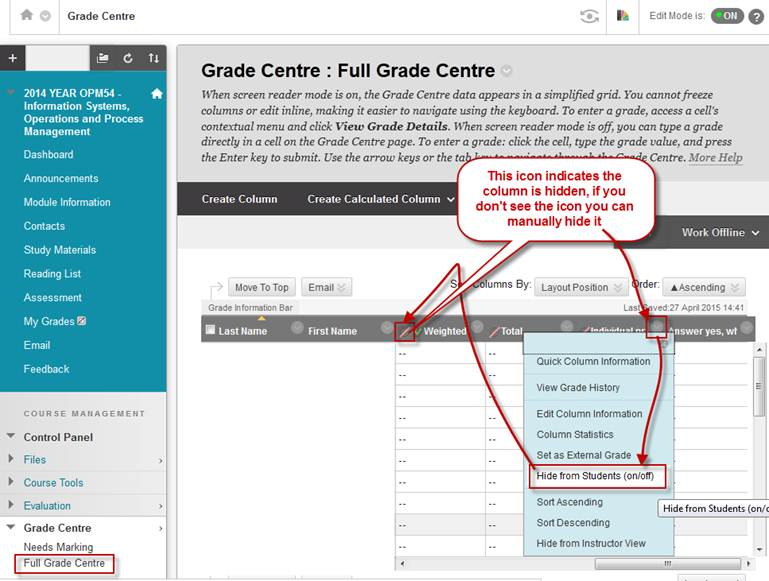 Grade Centre
Edit Mode is: ON ?
2014 YEAR OPM54 -
Information Systems,
Operations and Process
Management
Dashboard
Announcements
Module Information
Contacts
Study Materials
Reading List
Assessment
My Grades
Email
Feedback
COURSE MANAGEMENT
Control Panel
Files
Course Tools
Evaluation
Grade Centre
Needs Marking
Full Grade Centre
Grade Centre : Full Grade Centre
When screen reader mode is on, the Grade Centre data appears in a simplified grid. You cannot freeze
columns or edit inline, making it easier to navigate using the keyboard. To enter a grade, access a cell's
contextual menu and click View Grade Details. When screen reader mode is off, you can type a grade
directly in a cell on the Grade Centre page. To enter a grade: click the cell, type the grade value, and press
the Enter key to submit. Use the arrow keys or the tab key to navigate through the Grade Centre. More Help
This icon indicates the
column is hidden, if you
don't see the icon you can
manually hide it
Create Column Create Calculated Column
Work Offline
Move To Top Email Columns By: Layout Position Order: Ascending
Grade Information Bar Last Saved:27 April 2015 14:41
Last Name First Name Weighted Total Individual pr Answer yes, wh
-- --
-- --
-- --
-- --
-- --
-- --
-- --
-- --
-- --
-- --
Quick Column Information
View Grade History
Edit Column Information
Column Statistics
Set as External Grade
Hide from Students (on/off)
Sort Ascending
Sort Descending
Hide from Instructor View
Hide from Students (on/o